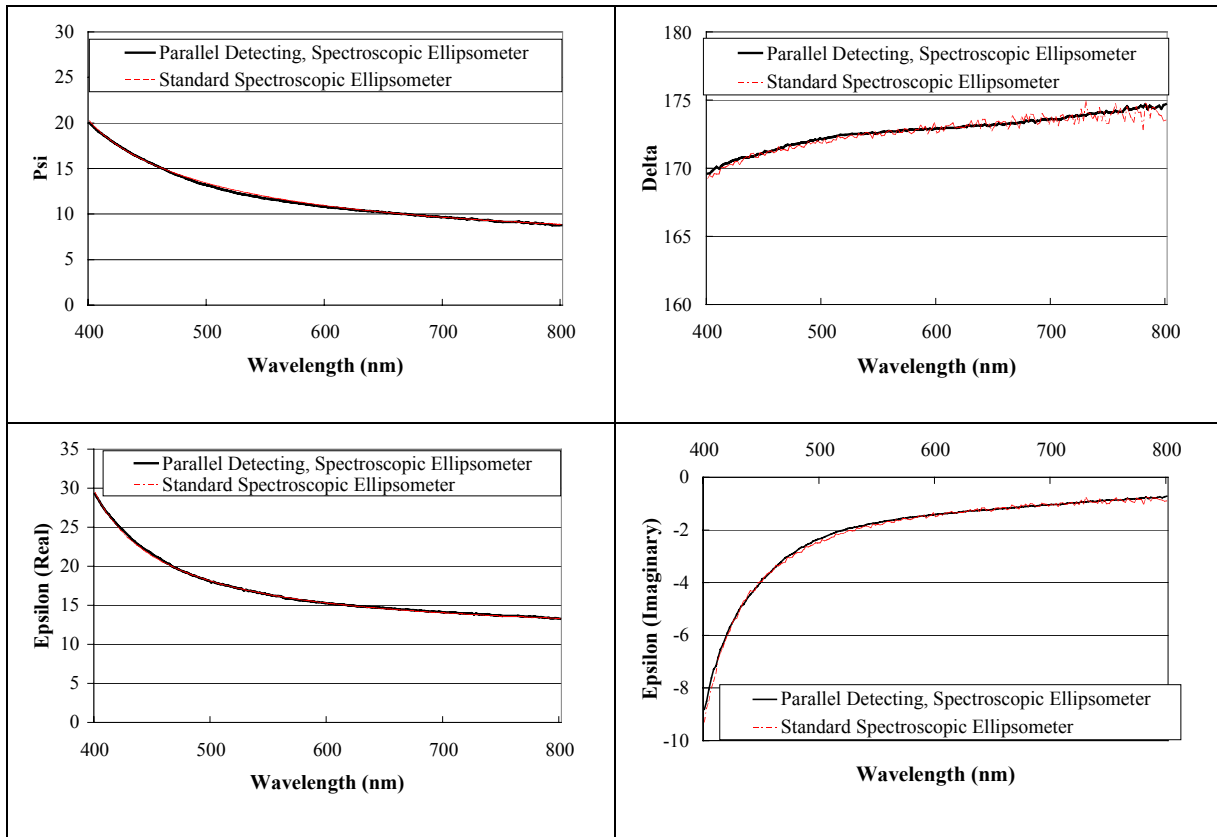 30
25
20
15
10
5
0
Psi
Parallel Detecting, Spectroscopic Ellipsometer
Standard Spectroscopic Ellipsometer
400 500 600 700 800
Wavelength (nm)
180
175
170
165
160
Delta
Parallel Detecting, Spectroscopic Ellipsometer
Standard Spectroscopic Ellipsometer
400 500 600 700 800
Wavelength (nm)
35
30
25
20
15
10
5
0
Epsilon (Real)
Parallel Detecting, Spectroscopic Ellipsometer
Standard Spectroscopic Ellipsometer
400 500 600 700 800
Wavelength (nm)
400 500 600 700 800
0
-2
-4
-6
-8
-10
Epsilon (Imaginary)
Parallel Detecting, Spectroscopic Ellipsometer
Standard Spectroscopic Ellipsometer
Wavelength (nm)